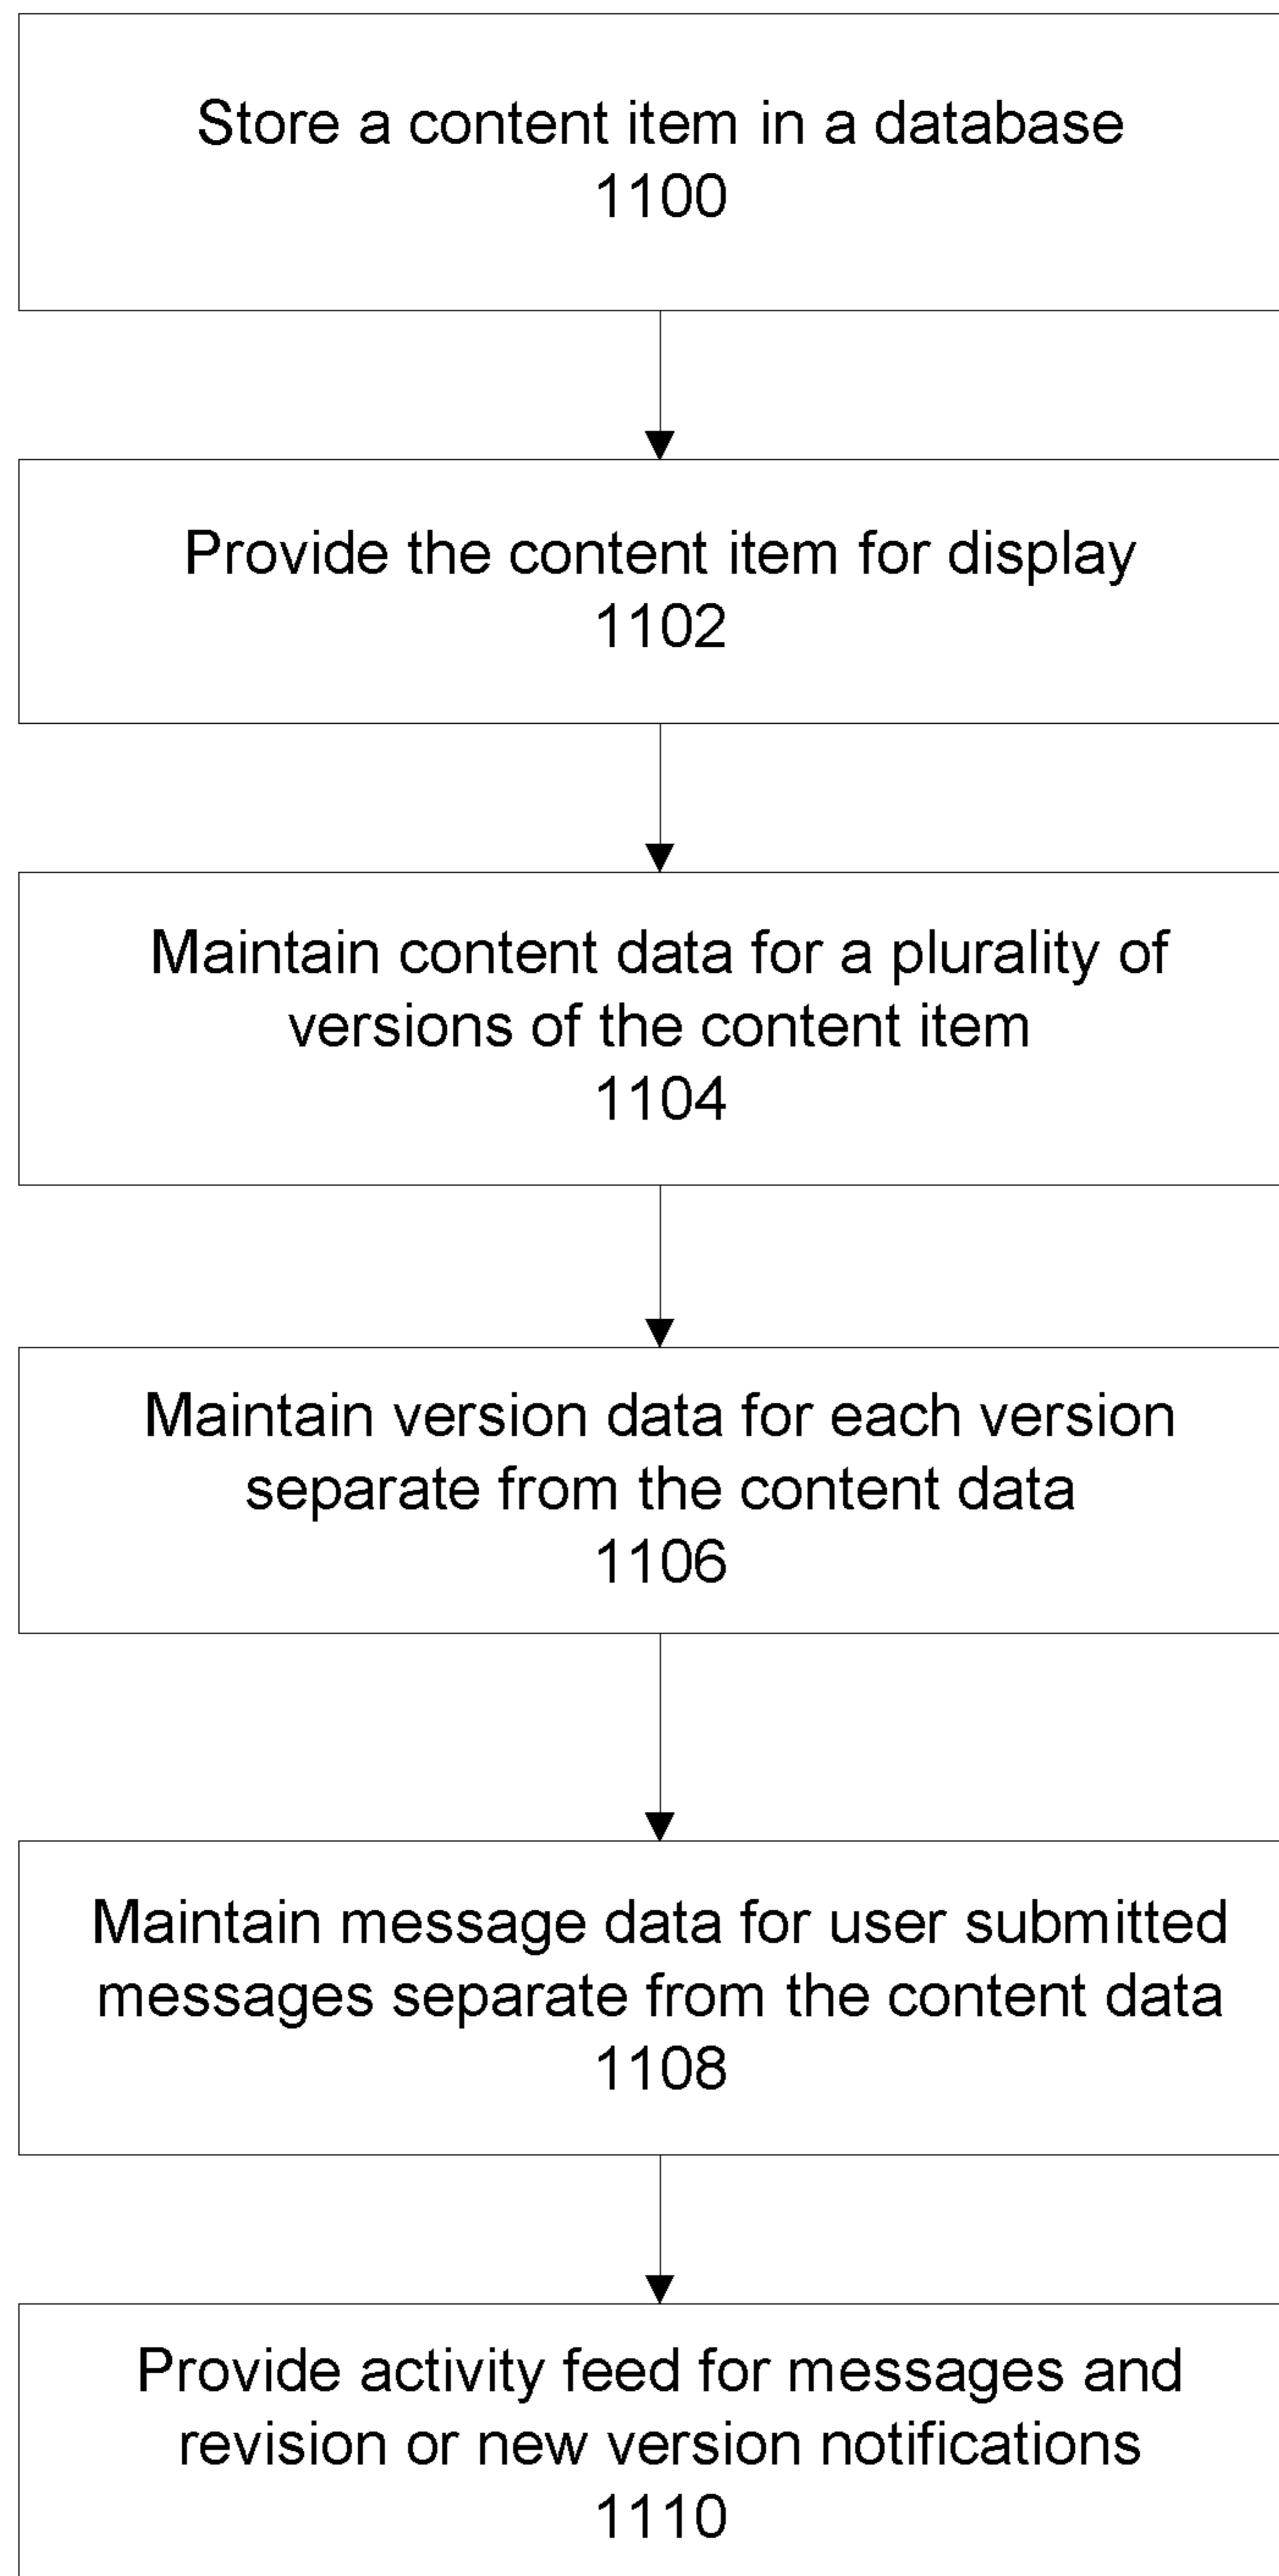 Store a content item in a database
1100
Provide the content item for display
1102
Maintain content data for a plurality of
versions of the content item
1104
Maintain version data for each version
separate from the content data
1106
Maintain message data for user submitted
messages separate from the content data
1108
Provide activity feed for messages and
revision or new version notifications
1110